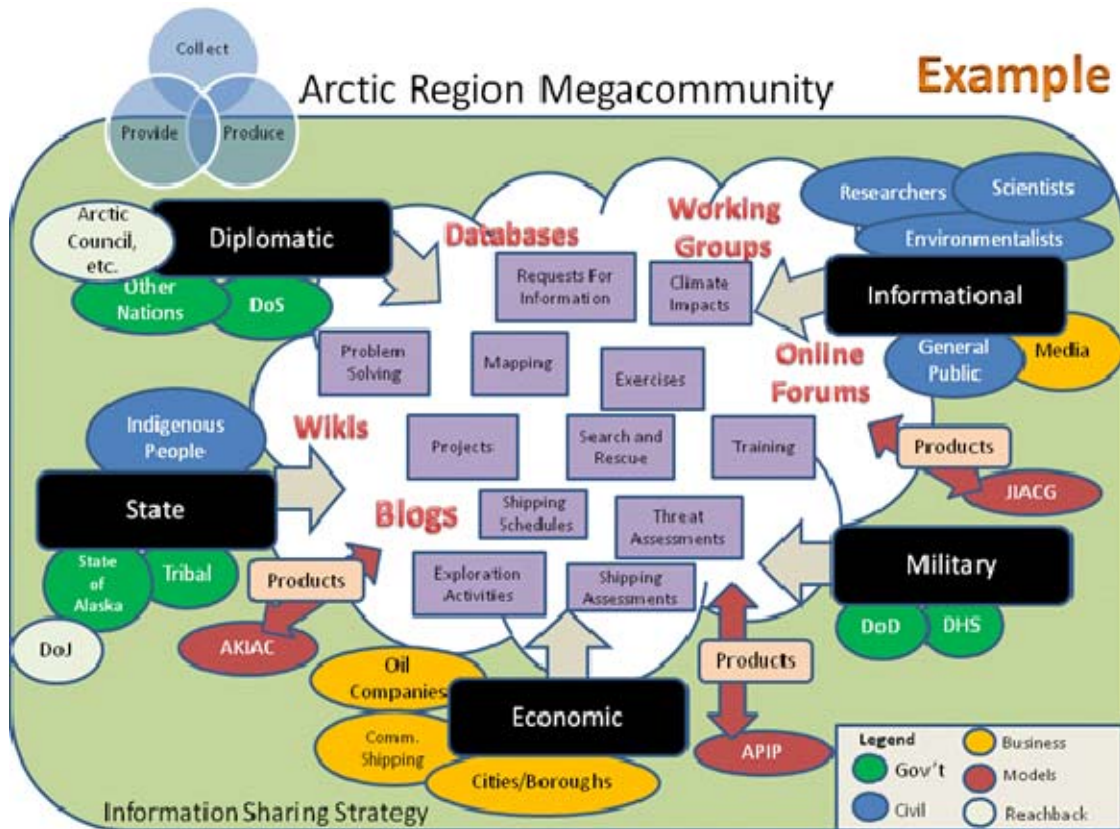 Collect
Provide
Produce
Arctic Region Megacommunity
Example
Arctic
Council,
etc.
Diplomatic
Other
Nations
DoS
Databases
Working
Groups
Researchers
Scientists
Environmentalists
Informational
General
Public
Media
Requests For
Information
Climate
Impacts
Problem
Solving
Mapping
Exercises
Online
Forums
Indigenous
People
Wikis
Projects
Search and
Rescue
Training
Products
JIACG
State
Blogs
Shipping
Schedules
Threat
Assessments
Military
State
of
Alaska
Tribal
Products
Exploration
Activities
Shipping
Assessments
DoD
DHS
DoJ
AKIAC
Oil
Companies
Economic
Products
Comm.
Shipping
Cities/Boroughs
APIP
Legend
Gov't
Civil
Business
Models
Reachback
Information Sharing Strategy